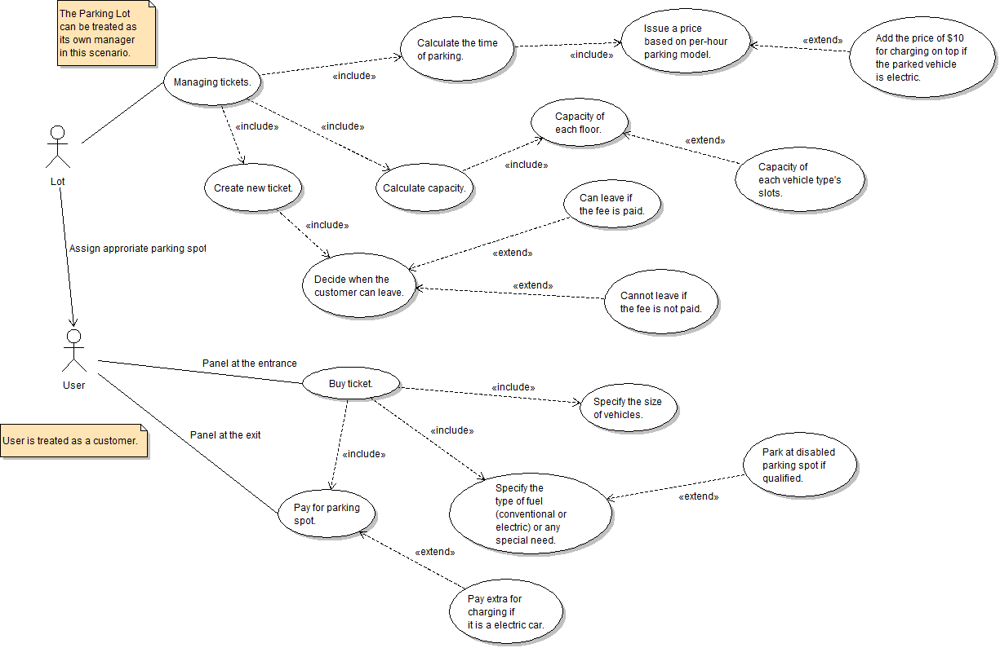 The Parking Lot
can be treated as
its own manager
in this scenario.
Calculate the time
of parking.
«include»
Issue a price
based on per-hour
parking model.
«extend»
Add the price of $10
for charging on top if
the parked vehicle
is electric.
Managing tickets.
«include»
«include»
«include»
Capacity of
each floor.
«extend»
Capacity of
each vehicle type's
slots.
Lot
Create new ticket.
Calculate capacity.
«include»
Can leave if
the fee is paid.
«include»
«extend»
Assign approriate parking spot
Decide when the
customer can leave.
«extend»
Cannot leave if
the fee is not paid.
User
Panel at the entrance
Buy ticket.
«include»
Specify the size
of vehicles.
User is treated as a customer.
Panel at the exit
«include»
«include»
Park at disabled
parking spot if
qualified.
«extend»
Specify the
type of fuel
(conventional or
electric) or any
special need.
Pay for parking
spot.
«extend»
Pay extra for
charging if
it is a electric car.